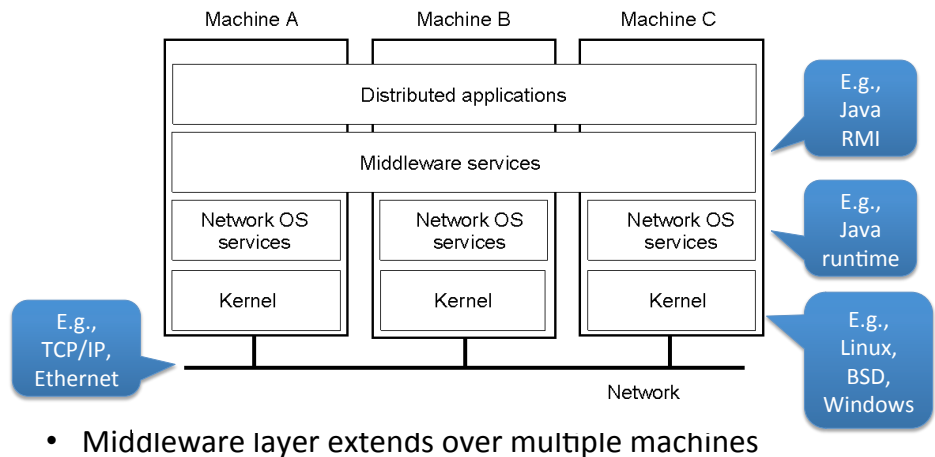 Machine A
Machine B
Machine C
Distributed applications
E.g.,
Java
RMI
Middleware services
Network OS
services
Network OS
services
Network OS
services
E.g.,
Java
runtime
Kernel
Kernel
Kernel
E.g.,
TCP/IP,
Ethernet
E.g.,
Linux,
BSD,
Windows
Network
• Middleware layer extends over multiple machines